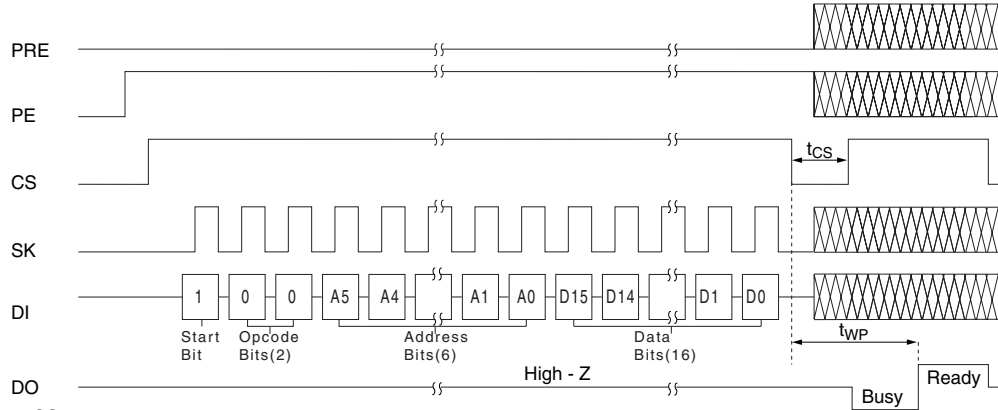 PRE
PE
CS
tCS
SK
DI
1 0 0 A5 A4 A1 A0 D15 D14 D1 D0
Start Bit
Opcode Bits(2)
Address Bits(6)
Data Bits(16)
tWP
DO
High - Z
Busy
Ready